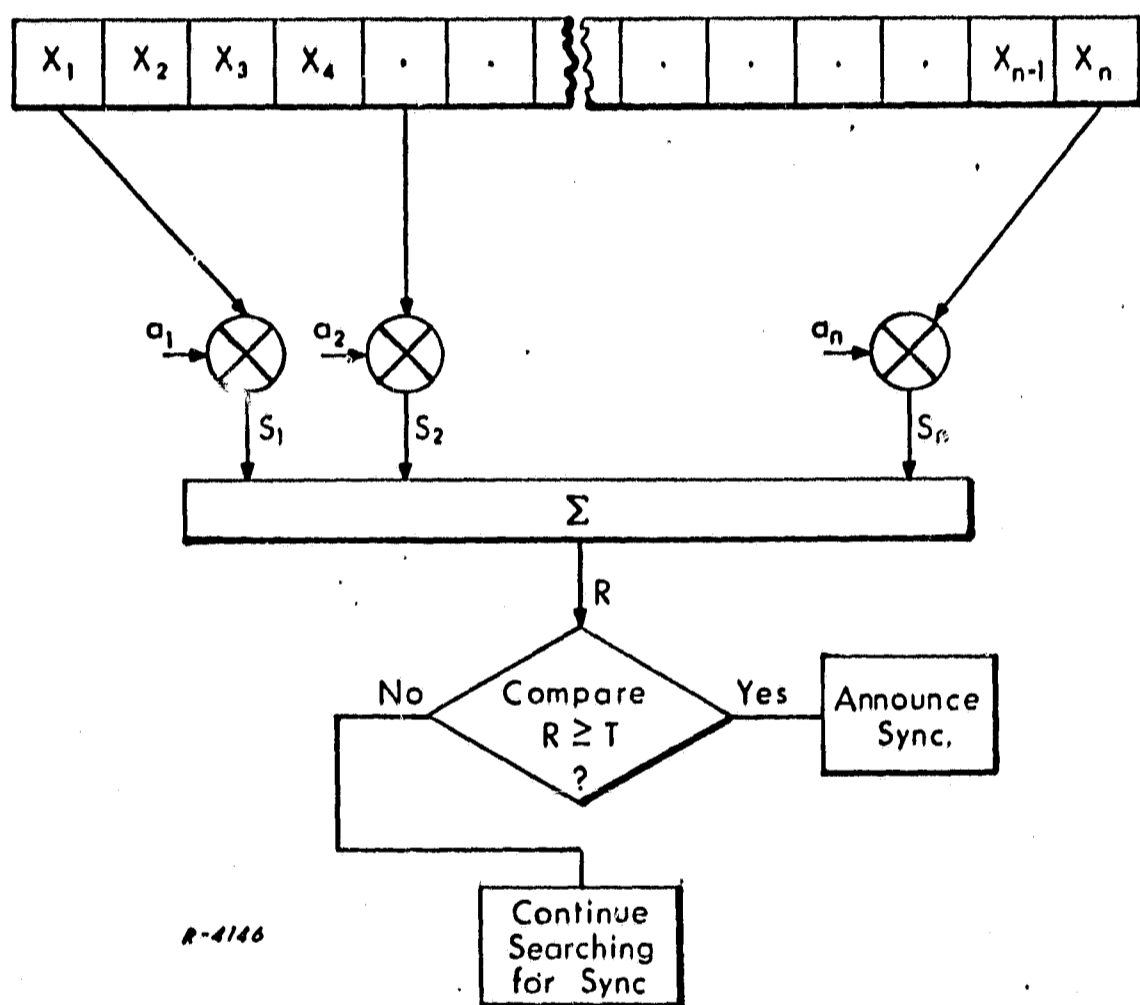 X₁ X₂ X₃ X₄ . . . . . . Xₙ₋₁ Xₙ
a₁ a₂ aₙ
S₁ S₂ Sₙ
Σ
R
No Compare Yes Announce
R ≧ T Sync.
?
Continue
Searching
for Sync
R-4146